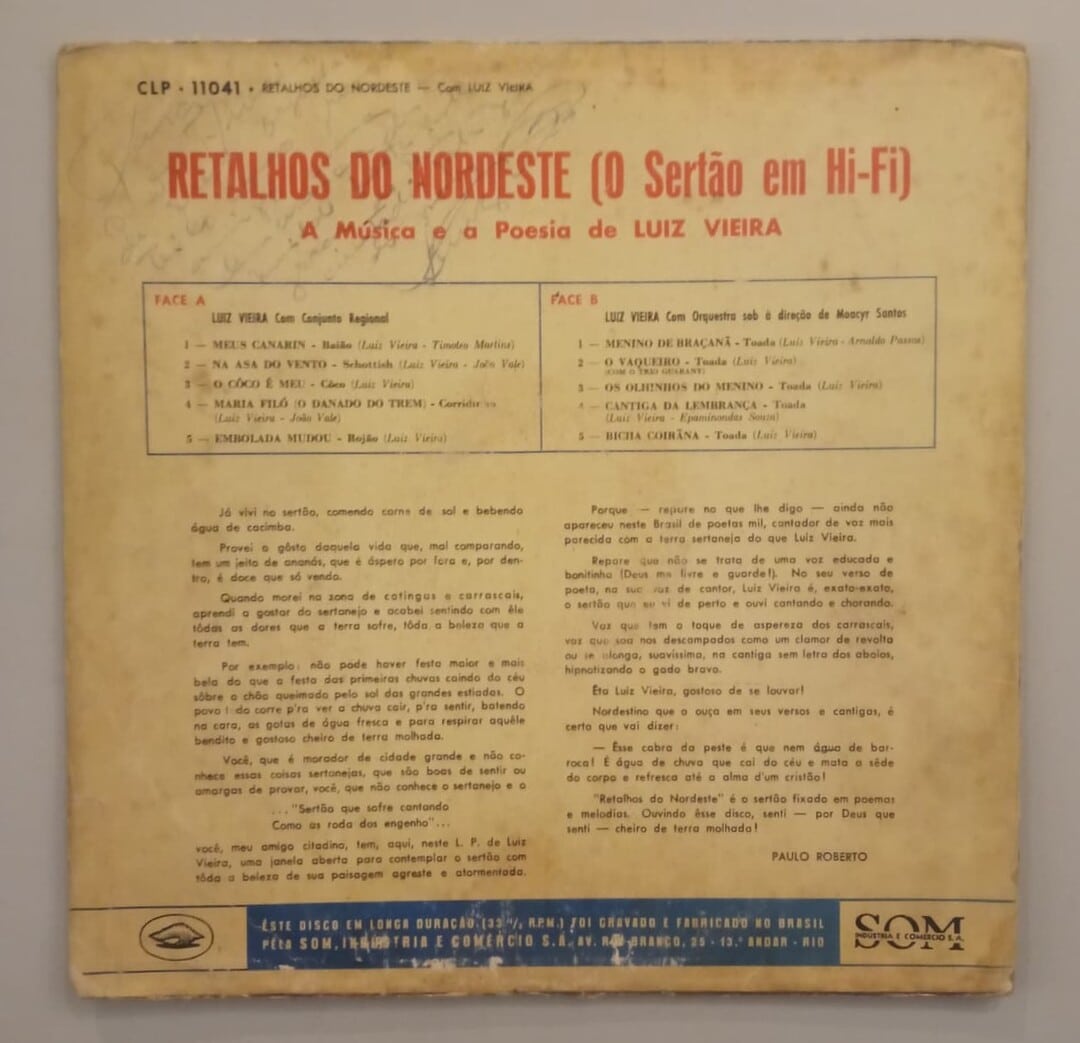 CLP • 11041 • RETALHOS DO NORDESTE — Com LUIZ VIEIRA
RETALHOS DO NORDESTE (O Sertão em Hi-Fi)
A Música e a Poesia de LUIZ VIEIRA
FACE A
LUIZ VIEIRA Com Conjunto Regional
1 — MEUS CANARIN - Baião (Luiz Vieira - Timoteo Martins)
2 — NA ASA DO VENTO - Schottish (Luiz Vieira - João Vale)
3 — O CÔCO É MEU - Côco (Luiz Vieira)
4 — MARIA FILÓ (O DANADO DO TREM) - Corridinho
(Luiz Vieira - João Vale)
5 — EMBOLADA MUDOU - Rojão (Luiz Vieira)
FACE B
LUIZ VIEIRA Com Orquestra sob à direção de Moacyr Santos
1 — MENINO DE BRAÇANÃ - Toada (Luiz Vieira - Arnaldo Passos)
2 — O VAQUEIRO - Toada (Luiz Vieira)
(COM O TRIO GUARANY)
3 — OS OLHINHOS DO MENINO - Toada (Luiz Vieira)
4 — CANTIGA DA LEMBRANÇA - Toada
(Luiz Vieira - Epaminondas Souza)
5 — BICHA COIRÃNA - Toada (Luiz Vieira)
Já vivi no sertão, comendo carne de sol e bebendo
água de cacimba.
Provei o gôsto daquela vida que, mal comparando,
tem um jeito de ananás, que é áspero por fora e, por den-
tro, é doce que só vendo.
Quando morei na zona de catingas e carrascais,
aprendi a gostar do sertanejo e acabei sentindo com êle
tôdas as dores que a terra sofre, tôda a beleza que a
terra tem.
Por exemplo: não pode haver festa maior e mais
bela do que a festa das primeiras chuvas caindo do céu
sôbre o chão queimado pelo sol das grandes estiadas. O
povo todo corre p'ra ver a chuva cair, p'ra sentir, batendo
na cara, as gotas de água fresca e para respirar aquêle
bendito e gostoso cheiro de terra molhada.
Você, que é morador de cidade grande e não co-
nhece essas coisas sertanejas, que são boas de sentir ou
amargas de provar, você, que não conhece o sertanejo e o
... "Sertão que sofre cantando
Como as roda dos engenho"...
você, meu amigo citadino, tem, aqui, neste L. P. de Luiz
Vieira, uma janela aberta para contemplar o sertão com
tôda a beleza de sua paisagem agreste e atormentada.
Porque — repare no que lhe digo — ainda não
apareceu neste Brasil de poetas mil, cantador de voz mais
parecida com a terra sertaneja do que Luiz Vieira.
Repare que não se trata de uma voz educada e
bonitinha (Deus me livre e guarde!). No seu verso de
poeta, na sua voz de cantor, Luiz Vieira é, exato-exato,
o sertão que eu vi de perto e ouvi cantando e chorando.
Voz que tem o toque de aspereza dos carrascais,
voz que soa nos descampados como um clamor de revolta
ou se alonga, suavíssima, na cantiga sem letra dos aboios,
hipnotizando o gado bravo.
Êta Luiz Vieira, gostoso de se louvar!
Nordestino que o ouça em seus versos e cantigas, é
certo que vai dizer:
— Êsse cabra da peste é que nem água de bar-
roca! É água de chuva que cai do céu e mata a sêde
do corpo e refresca até a alma d'um cristão!
"Retalhos do Nordeste" é o sertão fixado em poemas
e melodias. Ouvindo êsse disco, senti — por Deus que
senti — cheiro de terra molhada!
PAULO ROBERTO
ÊSTE DISCO EM LONGA DURAÇÃO (33 ⅓ R.P.M.) FOI GRAVADO E FABRICADO NO BRASIL
PELA SOM, INDÚSTRIA E COMÉRCIO S.A. AV. RIO BRANCO, 25 - 13.º ANDAR - RIO
SOM
INDÚSTRIA E COMÉRCIO S.A.